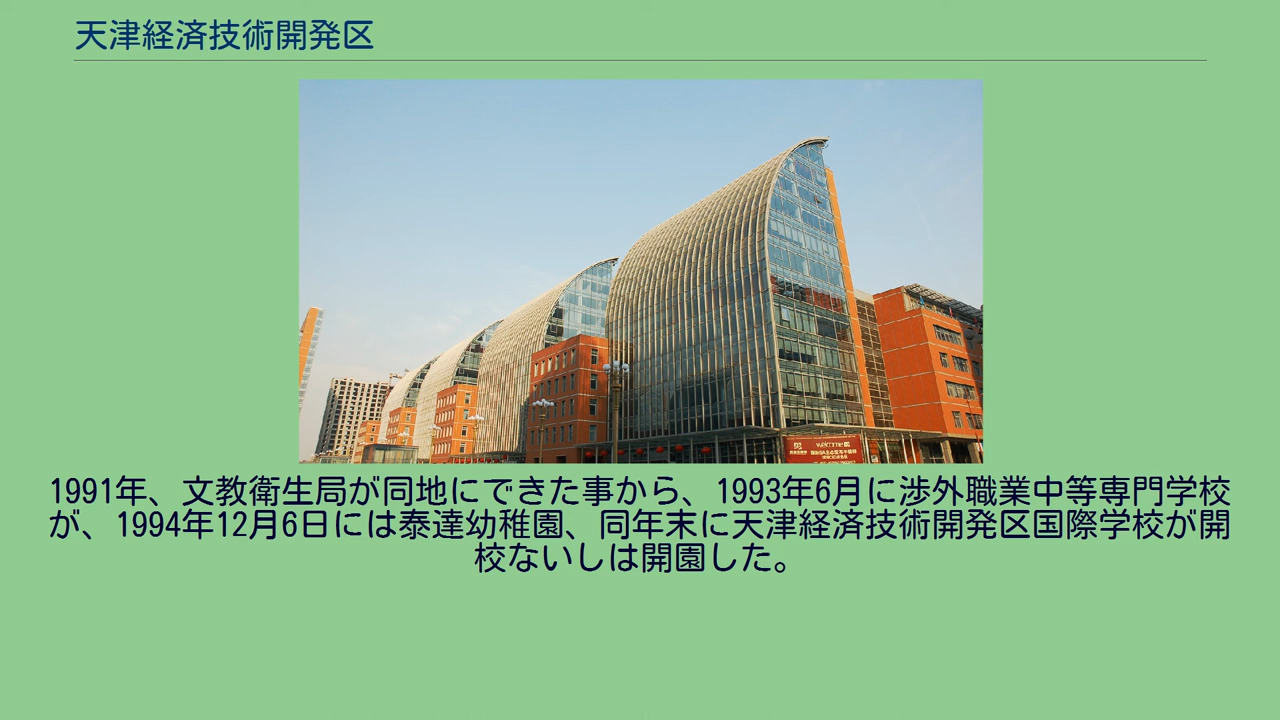 天津経済技術開発区
welcome
1991年、文教衛生局が同地にできた事から、1993年6月に渉外職業中等専門学校
が、1994年12月6日には泰達幼稚園、同年末に天津経済技術開発区国際学校が開
校ないしは開園した。